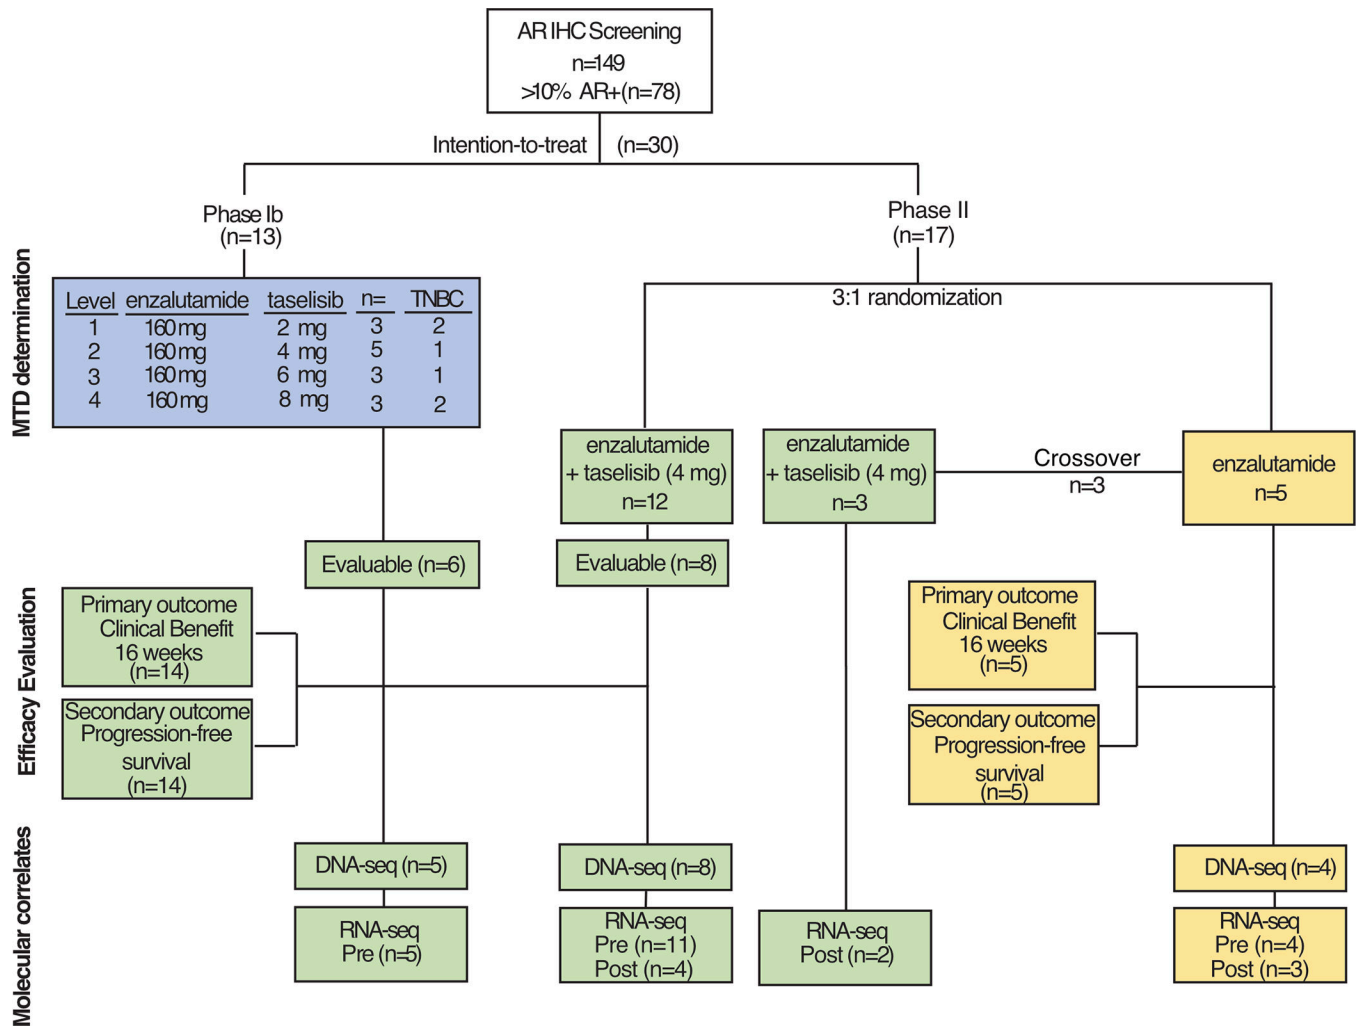 AR IHC Screening
n=149
>10% AR+(n=78)
Intention-to-treat (n=30)
Phase Ib
(n=13)
Phase II
(n=17)
MTD determination
Level enzalutamide taselisib n= TNBC
1 160 mg 2 mg 3 2
2 160 mg 4 mg 5 1
3 160 mg 6 mg 3 1
4 160 mg 8 mg 3 2
3:1 randomization
enzalutamide
+ taselisib (4 mg)
n=12
enzalutamide
+ taselisib (4 mg)
n=3
Crossover
n=3
enzalutamide
n=5
Evaluable (n=6)
Evaluable (n=8)
Efficacy Evaluation
Primary outcome
Clinical Benefit
16 weeks
(n=14)
Secondary outcome
Progression-free
survival
(n=14)
Primary outcome
Clinical Benefit
16 weeks
(n=5)
Secondary outcome
Progression-free
survival
(n=5)
Molecular correlates
DNA-seq (n=5)
RNA-seq
Pre (n=5)
DNA-seq (n=8)
RNA-seq
Pre (n=11)
Post (n=4)
RNA-seq
Post (n=2)
DNA-seq (n=4)
RNA-seq
Pre (n=4)
Post (n=3)